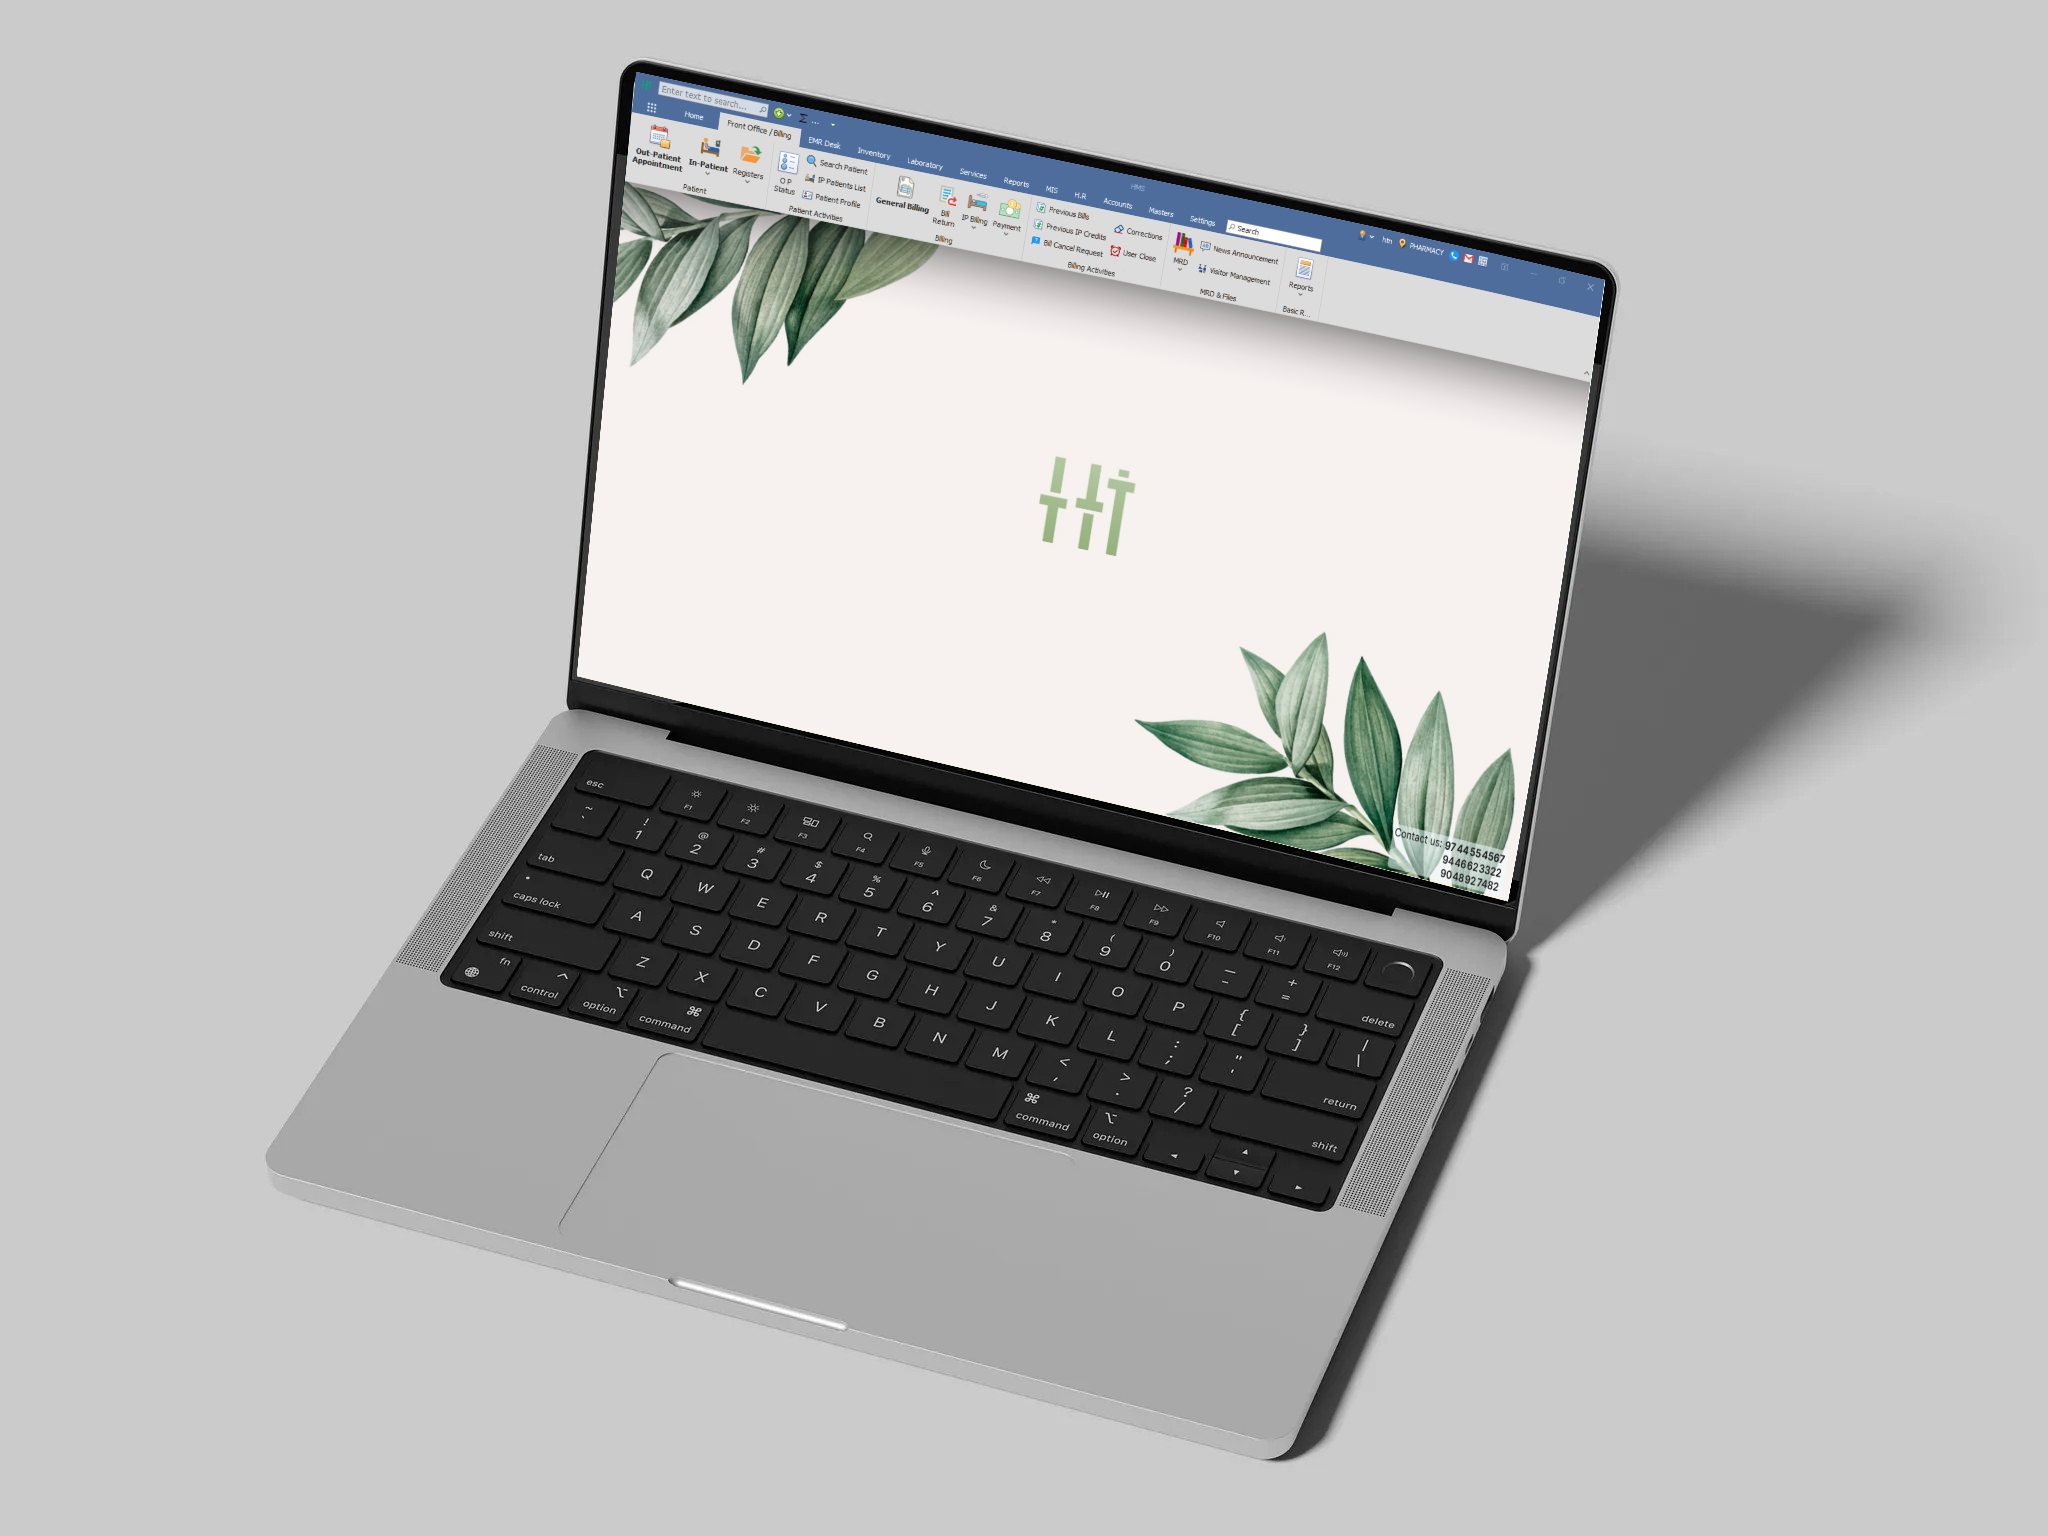 Enter text to search...
HMS
Home
Front Office / Billing
EMR Desk
Inventory
Laboratory
Services
Reports
MIS
H.R
Accounts
Masters
Settings
Search
htn
PHARMACY
Out-Patient
Appointment
In-Patient
Registers
Patient
O P
Status
Search Patient
IP Patients List
Patient Profile
Patient Activities
General Billing
Bill
Return
IP Billing
Payment
Billing
Previous Bills
Previous IP Credits
Bill Cancel Request
Corrections
User Close
Billing Activities
MRD
News Announcement
Visitor Management
MRD & Files
Reports
Basic R...
Contact us: 9744554567
9446623322
9048927482
esc
F1 F2 F3 F4 F5 F6 F7 F8 F9 F10 F11 F12
~ ! @ # $ % ^ & * ( ) — +
` 1 2 3 4 5 6 7 8 9 0 - = delete
tab Q W E R T Y U I O P { [ } ] | \
caps lock A S D F G H J K L : ; " ' return
shift Z X C V B N M < , > . ? / shift
fn control option command command option